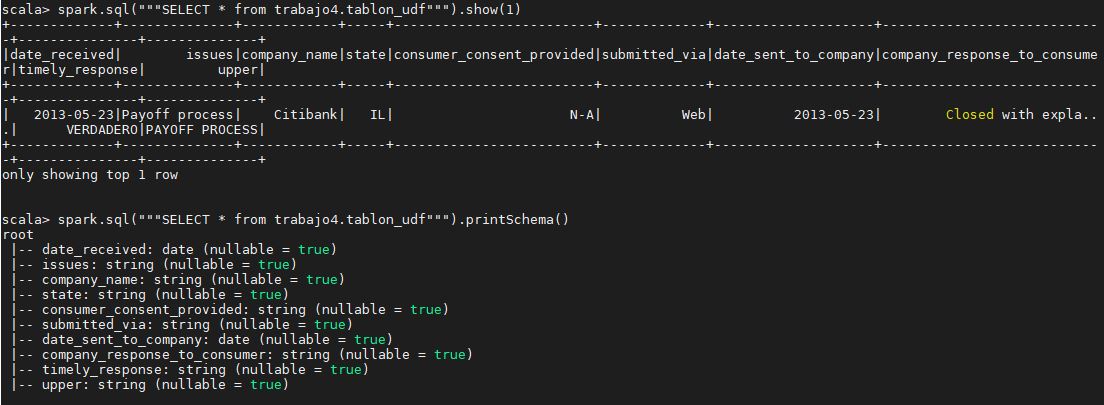 scala> spark.sql("""SELECT * from trabajo4.tablon_udf""").show(1)
+-------------+--------------+------------+-----+-------------------------+-------------+--------------------+---------------------------
-+---------------+--------------+
|date_received|        issues|company_name|state|consumer_consent_provided|submitted_via|date_sent_to_company|company_response_to_consume
r|timely_response|         upper|
+-------------+--------------+------------+-----+-------------------------+-------------+--------------------+---------------------------
-+---------------+--------------+
|   2013-05-23|Payoff process|    Citibank|   IL|                      N-A|          Web|          2013-05-23|        Closed with expla..
.|      VERDADERO|PAYOFF PROCESS|
+-------------+--------------+------------+-----+-------------------------+-------------+--------------------+---------------------------
-+---------------+--------------+
only showing top 1 row
scala> spark.sql("""SELECT * from trabajo4.tablon_udf""").printSchema()
root
 |-- date_received: date (nullable = true)
 |-- issues: string (nullable = true)
 |-- company_name: string (nullable = true)
 |-- state: string (nullable = true)
 |-- consumer_consent_provided: string (nullable = true)
 |-- submitted_via: string (nullable = true)
 |-- date_sent_to_company: date (nullable = true)
 |-- company_response_to_consumer: string (nullable = true)
 |-- timely_response: string (nullable = true)
 |-- upper: string (nullable = true)